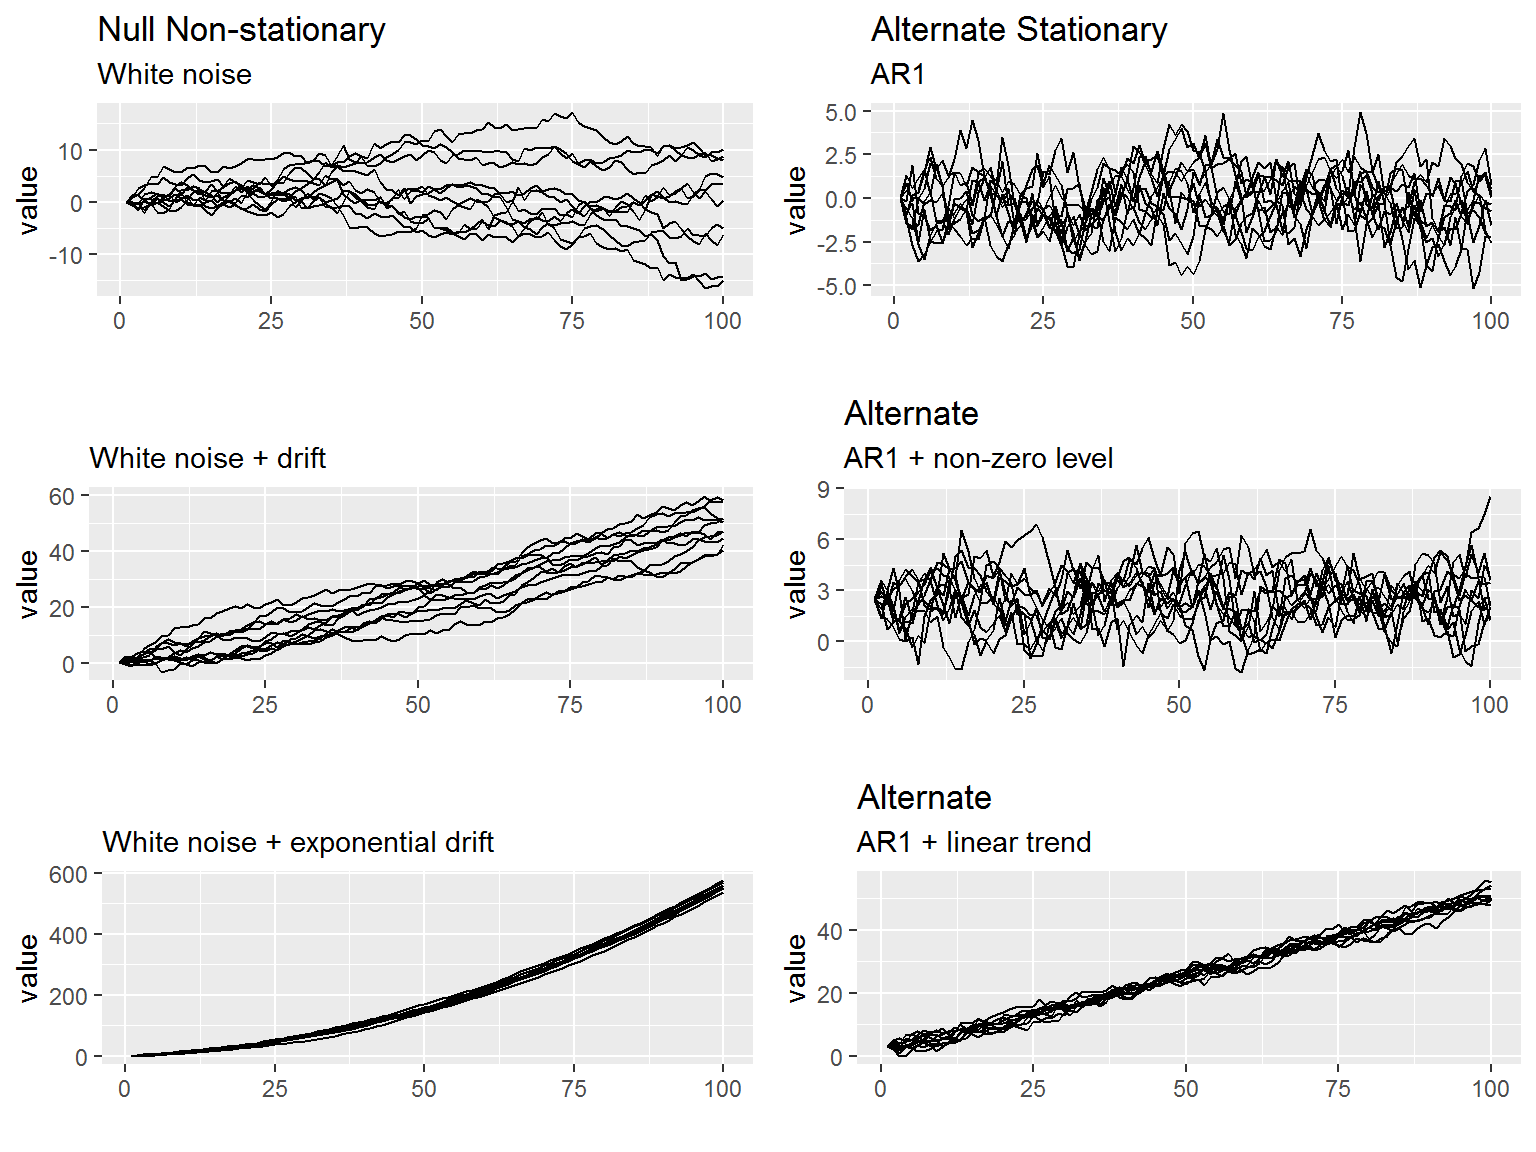 Null Non-stationary
White noise
value
10
0
-10
0 25 50 75 100
Alternate Stationary
AR1
value
5.0
2.5
0.0
-2.5
-5.0
0 25 50 75 100
White noise + drift
value
60
40
20
0
0 25 50 75 100
Alternate
AR1 + non-zero level
value
9
6
3
0
0 25 50 75 100
White noise + exponential drift
value
600
400
200
0
0 25 50 75 100
Alternate
AR1 + linear trend
value
40
20
0
0 25 50 75 100